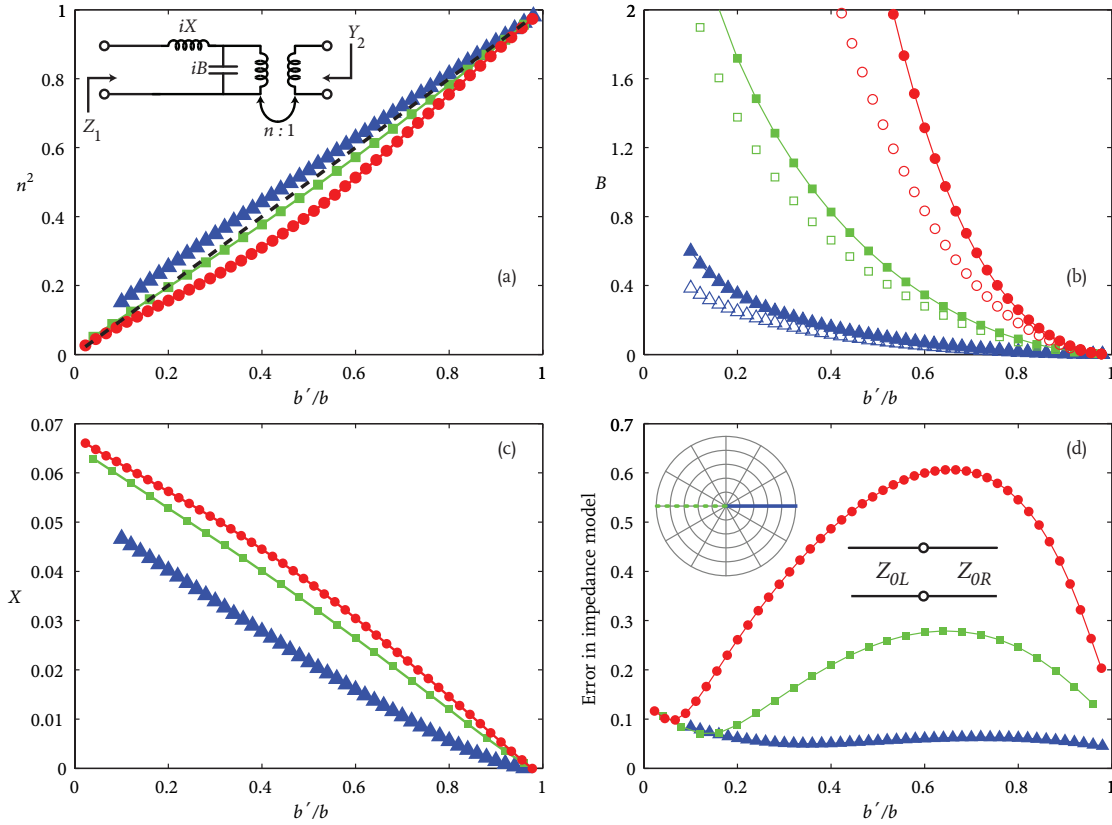 1
0.8
0.6
0.4
0.2
0
n²
0 0.2 0.4 0.6 0.8 1
b′/b
iX
iB
Z₁
Y₂
n : 1
(a)
2
1.6
1.2
0.8
0.4
0
B
0 0.2 0.4 0.6 0.8 1
b′/b
(b)
0.07
0.06
0.05
0.04
0.03
0.02
0.01
0
X
0 0.2 0.4 0.6 0.8 1
b′/b
(c)
0.7
0.6
0.5
0.4
0.3
0.2
0.1
0
Error in impedance model
0 0.2 0.4 0.6 0.8 1
b′/b
Z₀L Z₀R
(d)